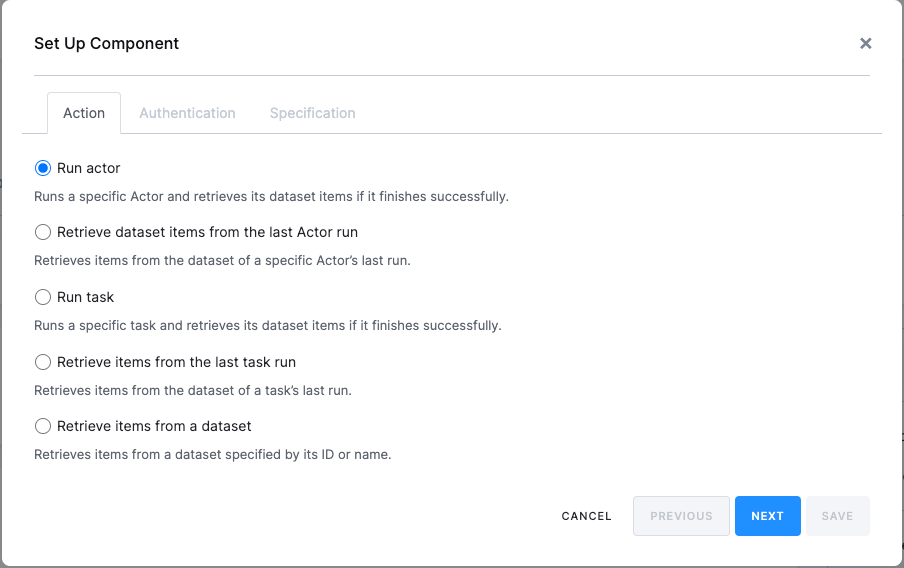 Set Up Component
Action Authentication Specification
Run actor
Runs a specific Actor and retrieves its dataset items if it finishes successfully.
Retrieve dataset items from the last Actor run
Retrieves items from the dataset of a specific Actor’s last run.
Run task
Runs a specific task and retrieves its dataset items if it finishes successfully.
Retrieve items from the last task run
Retrieves items from the dataset of a task’s last run.
Retrieve items from a dataset
Retrieves items from a dataset specified by its ID or name.
CANCEL PREVIOUS NEXT SAVE